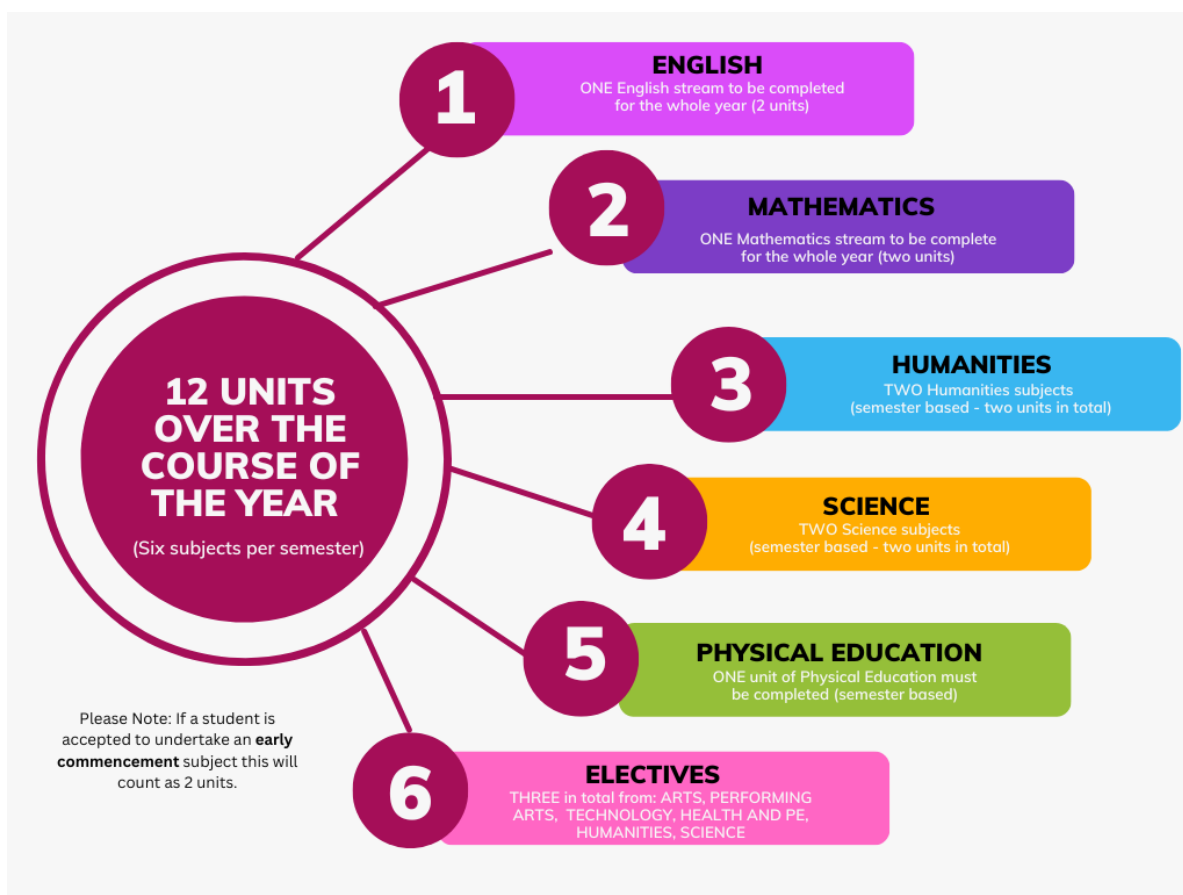 1
ENGLISH
ONE English stream to be completed
for the whole year (2 units)
2
MATHEMATICS
ONE Mathematics stream to be complete
for the whole year (two units)
3
HUMANITIES
TWO Humanities subjects
(semester based - two units in total)
12 UNITS
OVER THE
COURSE OF
THE YEAR
(Six subjects per semester)
4
SCIENCE
TWO Science subjects
(semester based - two units in total)
5
PHYSICAL EDUCATION
ONE unit of Physical Education must
be completed (semester based)
Please Note: If a student is
accepted to undertake an early
commencement subject this will
count as 2 units.
6
ELECTIVES
THREE in total from: ARTS, PERFORMING
ARTS, TECHNOLOGY, HEALTH AND PE,
HUMANITIES, SCIENCE